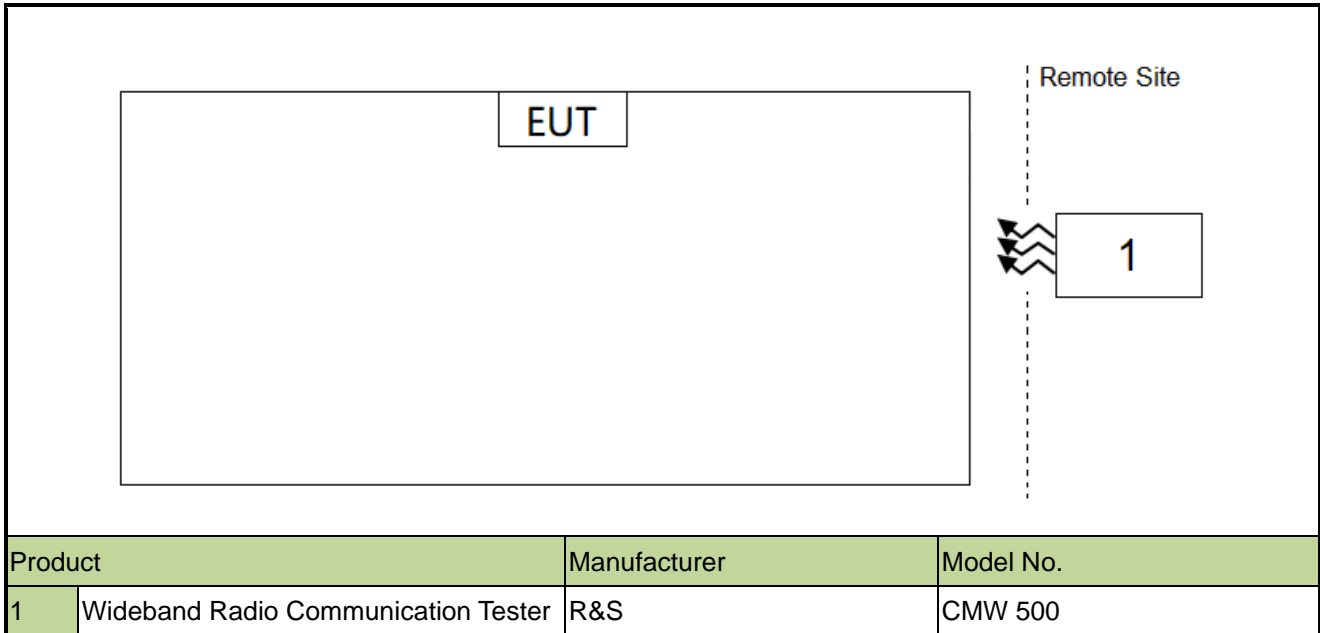 Remote Site
EUT
1
Product Manufacturer Model No.
1 Wideband Radio Communication Tester R&S CMW 500